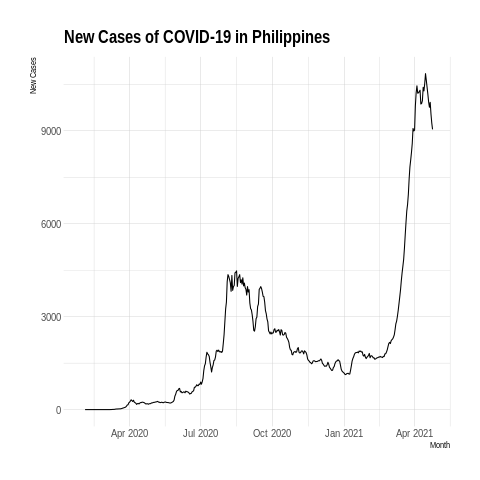 New Cases of COVID-19 in Philippines
New Cases
9000
6000
3000
0
Apr 2020 Jul 2020 Oct 2020 Jan 2021 Apr 2021
Month